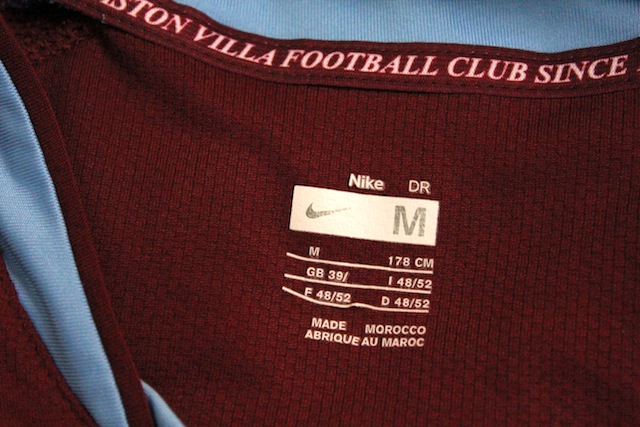 ASTON VILLA FOOTBALL CLUB SINCE
Nike DR
M
M 178 CM
GB 39/ I 48/52
F 48/52 D 48/52
MADE MOROCCO
ABRIQUE AU MAROC